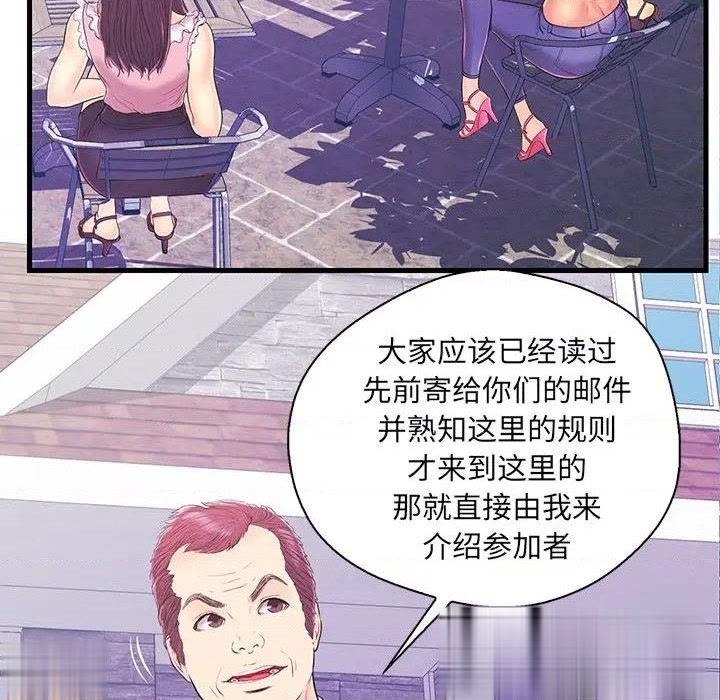 大家应该已经读过
先前寄给你们的邮件
并熟知这里的规则
才来到这里的
那就直接由我来
介绍参加者